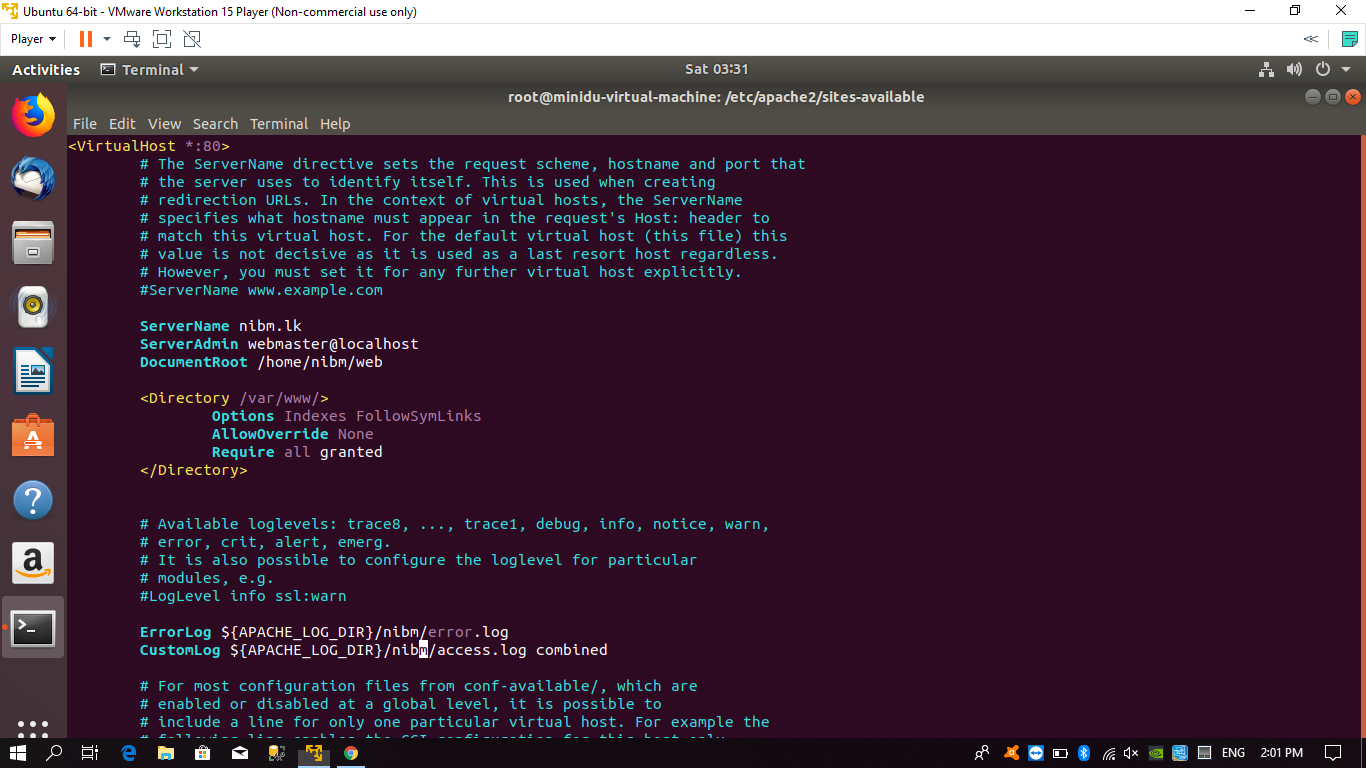 Ubuntu 64-bit - VMware Workstation 15 Player (Non-commercial use only)
Player
Activities Terminal Sat 03:31
root@minidu-virtual-machine: /etc/apache2/sites-available
File Edit View Search Terminal Help
<VirtualHost *:80>
# The ServerName directive sets the request scheme, hostname and port that
# the server uses to identify itself. This is used when creating
# redirection URLs. In the context of virtual hosts, the ServerName
# specifies what hostname must appear in the request's Host: header to
# match this virtual host. For the default virtual host (this file) this
# value is not decisive as it is used as a last resort host regardless.
# However, you must set it for any further virtual host explicitly.
#ServerName www.example.com
ServerName nibm.lk
ServerAdmin webmaster@localhost
DocumentRoot /home/nibm/web
<Directory /var/www/>
Options Indexes FollowSymLinks
AllowOverride None
Require all granted
</Directory>
# Available loglevels: trace8, ..., trace1, debug, info, notice, warn,
# error, crit, alert, emerg.
# It is also possible to configure the loglevel for particular
# modules, e.g.
#LogLevel info ssl:warn
ErrorLog ${APACHE_LOG_DIR}/nibm/error.log
CustomLog ${APACHE_LOG_DIR}/nibm/access.log combined
# For most configuration files from conf-available/, which are
# enabled or disabled at a global level, it is possible to
# include a line for only one particular virtual host. For example the
# following line enables the CGI configuration for this host only
ENG 2:01 PM